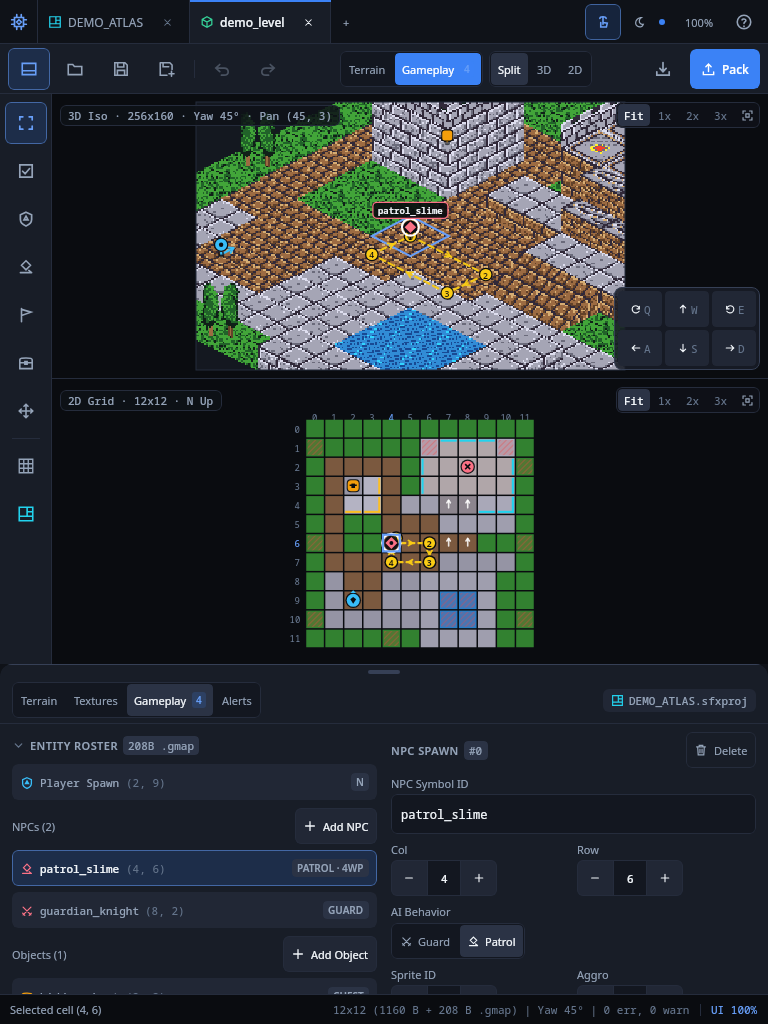 DEMO_ATLAS × demo_level × + 100%
Terrain Gameplay 4 Split 3D 2D Pack
3D Iso · 256x160 · Yaw 45° · Pan (45, 3) Fit 1x 2x 3x
patrol_slime
4 2 3
Q W E
A S D
2D Grid · 12x12 · N Up Fit 1x 2x 3x
0 1 2 3 4 5 6 7 8 9 10 11
0
1
2
3
4
5
6 2
7 4 3
8
9
10
11
Terrain Textures Gameplay 4 Alerts DEMO_ATLAS.sfxproj
ENTITY ROSTER 208B .gmap
Player Spawn (2, 9) N
NPCs (2) Add NPC
patrol_slime (4, 6) PATROL · 4WP
guardian_knight (8, 2) GUARD
Objects (1) Add Object
NPC SPAWN #0 Delete
NPC Symbol ID
patrol_slime
Col Row
− 4 + − 6 +
AI Behavior
Guard Patrol
Sprite ID Aggro
Selected cell (4, 6) 12x12 (1160 B + 208 B .gmap) | Yaw 45° | 0 err, 0 warn UI 100%